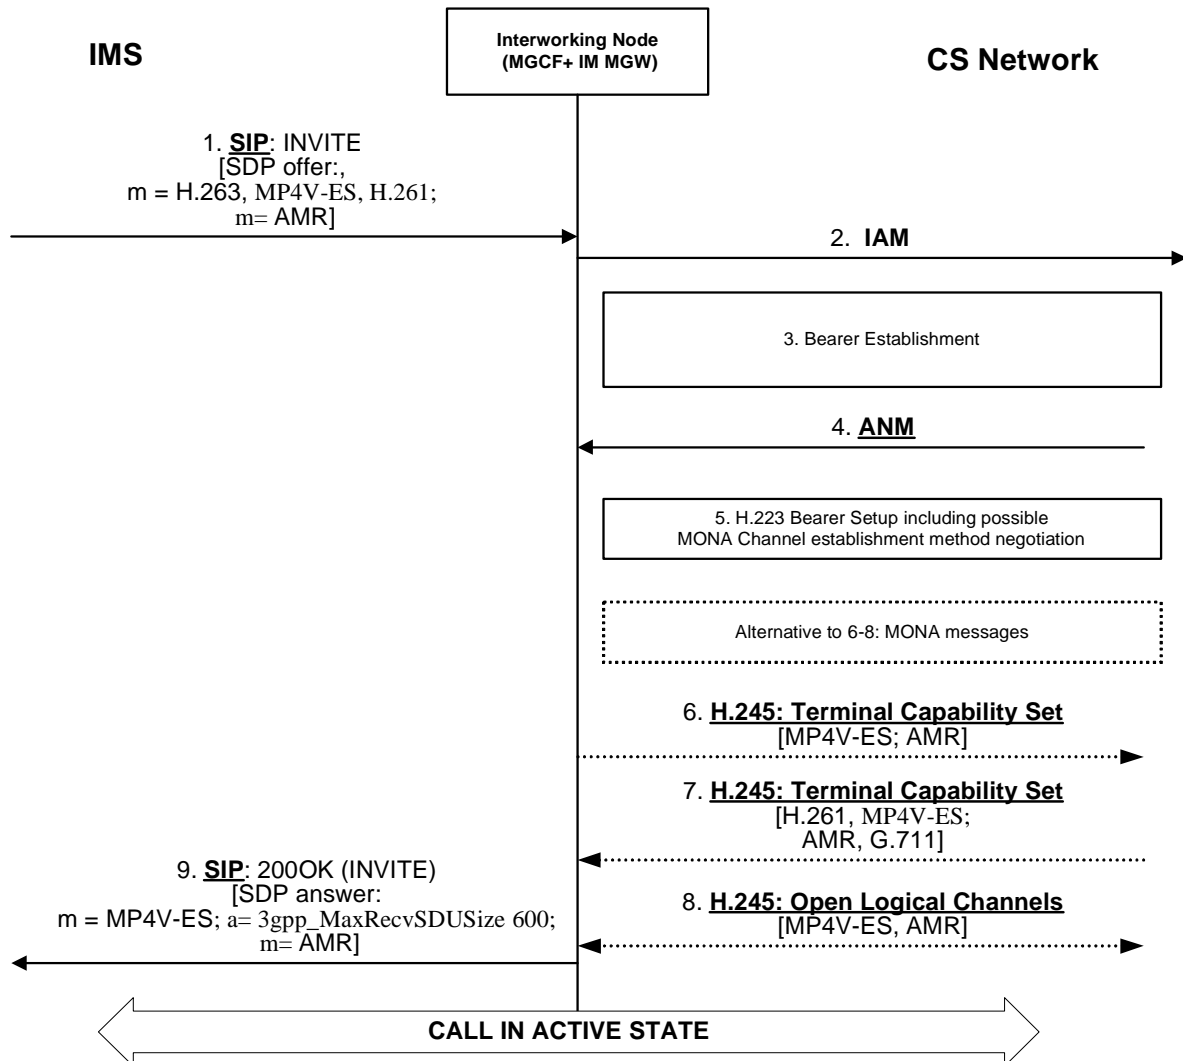 IMS
Interworking Node
(MGCF+ IM MGW)
CS Network
1. SIP: INVITE
[SDP offer:,
m = H.263, MP4V-ES, H.261;
m= AMR]
2. IAM
3. Bearer Establishment
4. ANM
5. H.223 Bearer Setup including possible
MONA Channel establishment method negotiation
Alternative to 6-8: MONA messages
6. H.245: Terminal Capability Set
[MP4V-ES; AMR]
7. H.245: Terminal Capability Set
[H.261, MP4V-ES;
AMR, G.711]
8. H.245: Open Logical Channels
[MP4V-ES, AMR]
9. SIP: 200OK (INVITE)
[SDP answer:
m = MP4V-ES; a= 3gpp_MaxRecvSDUSize 600;
m= AMR]
CALL IN ACTIVE STATE